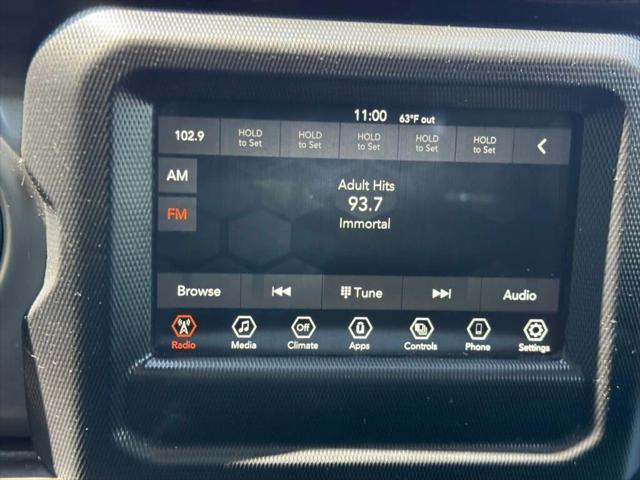 11:00 63°F out
102.9 HOLD to Set HOLD to Set HOLD to Set HOLD to Set HOLD to Set
AM
Adult Hits
93.7
FM
Immortal
Browse Tune Audio
Radio Media Off Climate Apps Controls Phone Settings